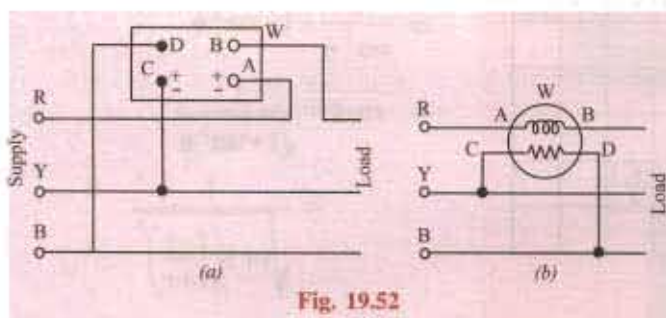 D B W
C A
+ +
− −
R
Y
B
Supply
Load
(a)
W
R A B
C D
Y
B
Load
(b)
Fig. 19.52